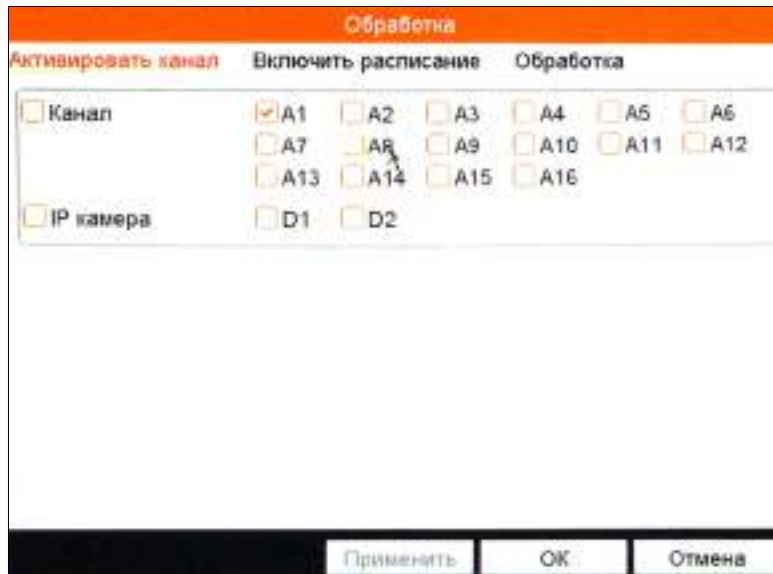 Обработка
Активировать канал Включить расписание Обработка
Канал A1 A2 A3 A4 A5 A6
A7 A8 A9 A10 A11 A12
A13 A14 A15 A16
IP камера D1 D2
Применить OK Отмена